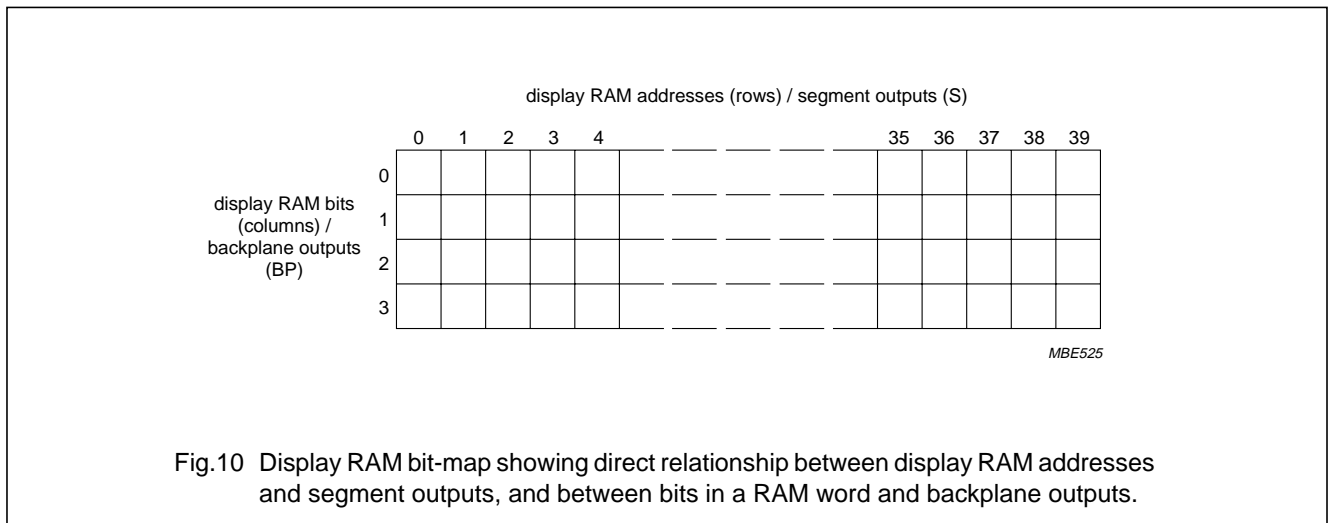 display RAM addresses (rows) / segment outputs (S)
0 1 2 3 4 35 36 37 38 39
0
display RAM bits
(columns) /
backplane outputs
(BP)
1
2
3
MBE525
Fig.10 Display RAM bit-map showing direct relationship between display RAM addresses
and segment outputs, and between bits in a RAM word and backplane outputs.